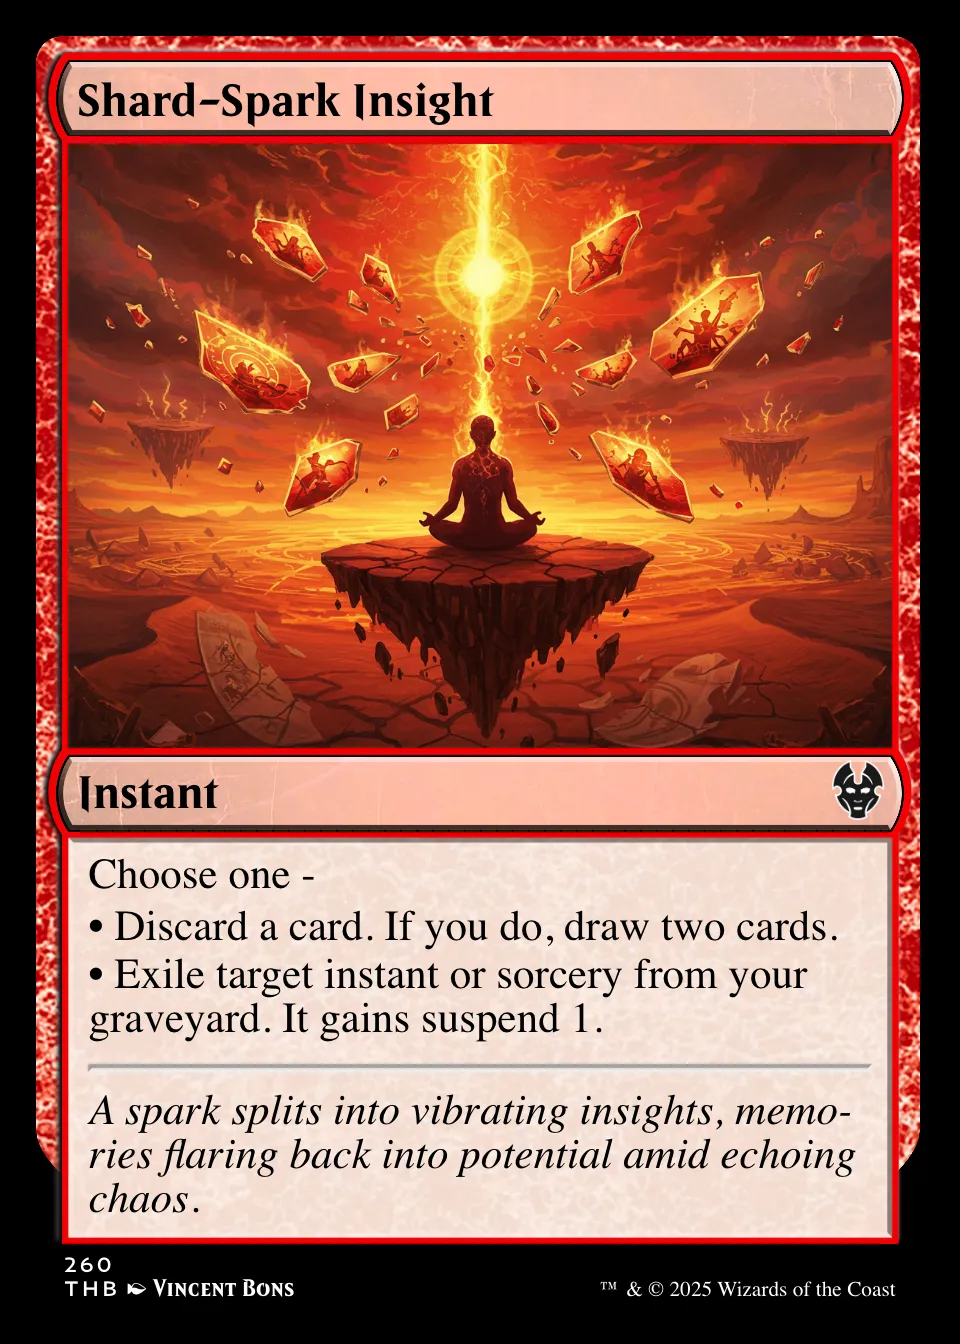 Shard-Spark Insight
Instant
Choose one -
• Discard a card. If you do, draw two cards.
• Exile target instant or sorcery from your
graveyard. It gains suspend 1.
A spark splits into vibrating insights, memo-
ries flaring back into potential amid echoing
chaos.
260
THB Vincent Bons
™ & © 2025 Wizards of the Coast